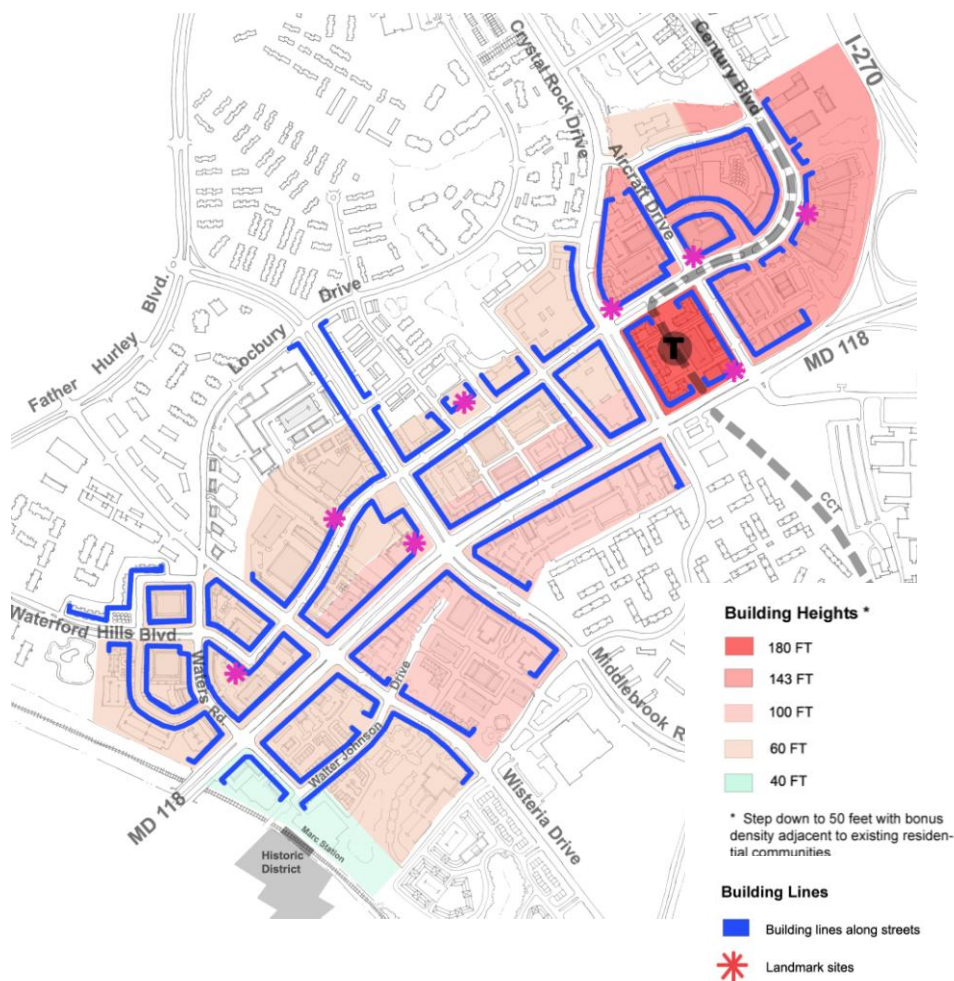 Crystal Rock Drive
Century Blvd.
I-270
Aircraft Drive
Father Hurley Blvd.
Locbury Drive
T
MD 118
CCT
Waterford Hills Blvd
Waters Rd.
Middlebrook R
Drive
Walter Johnson
Wisteria Drive
MD 118
Marc Station
Historic
District
Building Heights *
180 FT
143 FT
100 FT
60 FT
40 FT
* Step down to 50 feet with bonus
density adjacent to existing residen-
tial communities
Building Lines
Building lines along streets
Landmark sites